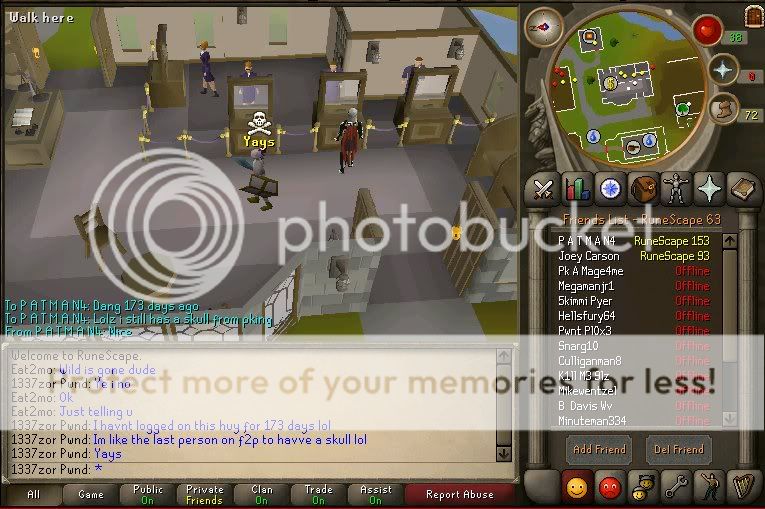 Walk here
38
0
72
Yays
photobucket
Friends List - RuneScape 63
P A T M A N4 RuneScape 153
Joey Carson RuneScape 93
Pk A Mage4me Offline
Megamanjr1 Offline
Skimmi Pyer Offline
Hellsfury64 Offline
Pwnt Pl0x3 Offline
Snarg10 Offline
Culliganman8 Offline
Offline
Mikewentzel Offline
B Davis Wv Offline
Minuteman334 Offline
Add Friend Del Friend
To P A T M A N4: Dang 173 days ago
To P A T M A N4: Lolz i still has a skull from pking
From P A T M A N4: Nice
Welcome to RuneScape.
Eat2mo: Wild is gone dude
1337zor Pwnd: Ye i no
Eat2mo: Ok
Eat2mo: Just telling u
1337zor Pwnd: I havnt logged on this huy for 173 days lol
1337zor Pwnd: Im like the last person on f2p to havve a skull lol
1337zor Pwnd: Yays
1337zor Pwnd: *
Protect more of your memories for less!
All Game Public On Private Friends Clan On Trade On Assist On Report Abuse